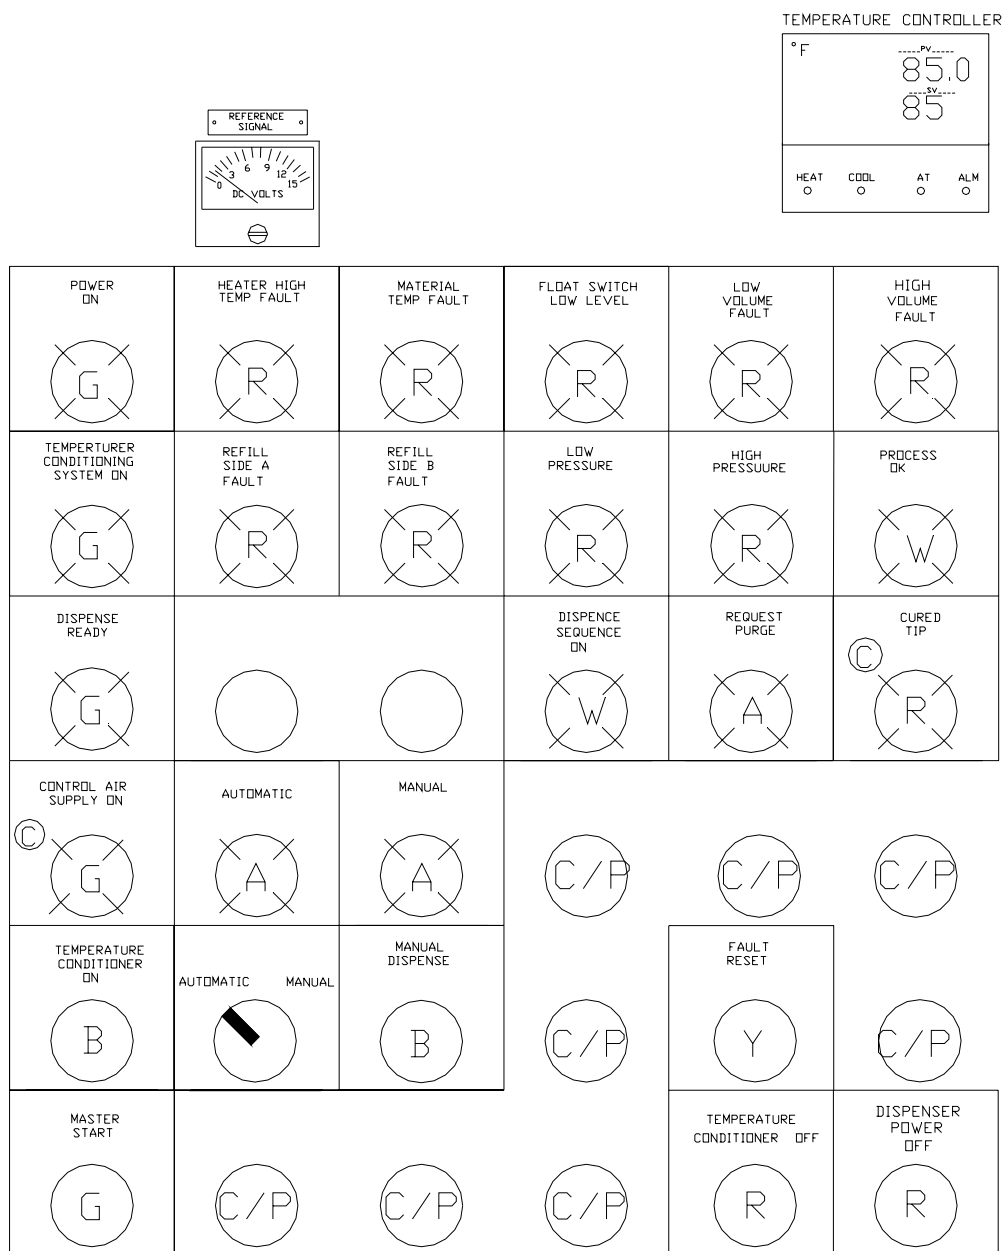 TEMPERATURE CONTROLLER
°F
PV
85.0
SV
85
HEAT COOL AT ALM
REFERENCE
SIGNAL
0 3 6 9 12 15
DC VOLTS
POWER
ON
G
HEATER HIGH
TEMP FAULT
R
MATERIAL
TEMP FAULT
R
FLOAT SWITCH
LOW LEVEL
R
LOW
VOLUME
FAULT
R
HIGH
VOLUME
FAULT
R
TEMPERTURER
CONDITIONING
SYSTEM ON
G
REFILL
SIDE A
FAULT
R
REFILL
SIDE B
FAULT
R
LOW
PRESSURE
R
HIGH
PRESSUURE
R
PROCESS
OK
W
DISPENSE
READY
G
DISPENCE
SEQUENCE
ON
W
REQUEST
PURGE
A
CURED
TIP
C
R
CONTROL AIR
SUPPLY ON
C
G
AUTOMATIC
A
MANUAL
A
C/P
C/P
C/P
TEMPERATURE
CONDITIONER
ON
B
AUTOMATIC MANUAL
MANUAL
DISPENSE
B
C/P
FAULT
RESET
Y
C/P
MASTER
START
G
C/P
C/P
C/P
TEMPERATURE
CONDITIONER OFF
R
DISPENSER
POWER
OFF
R